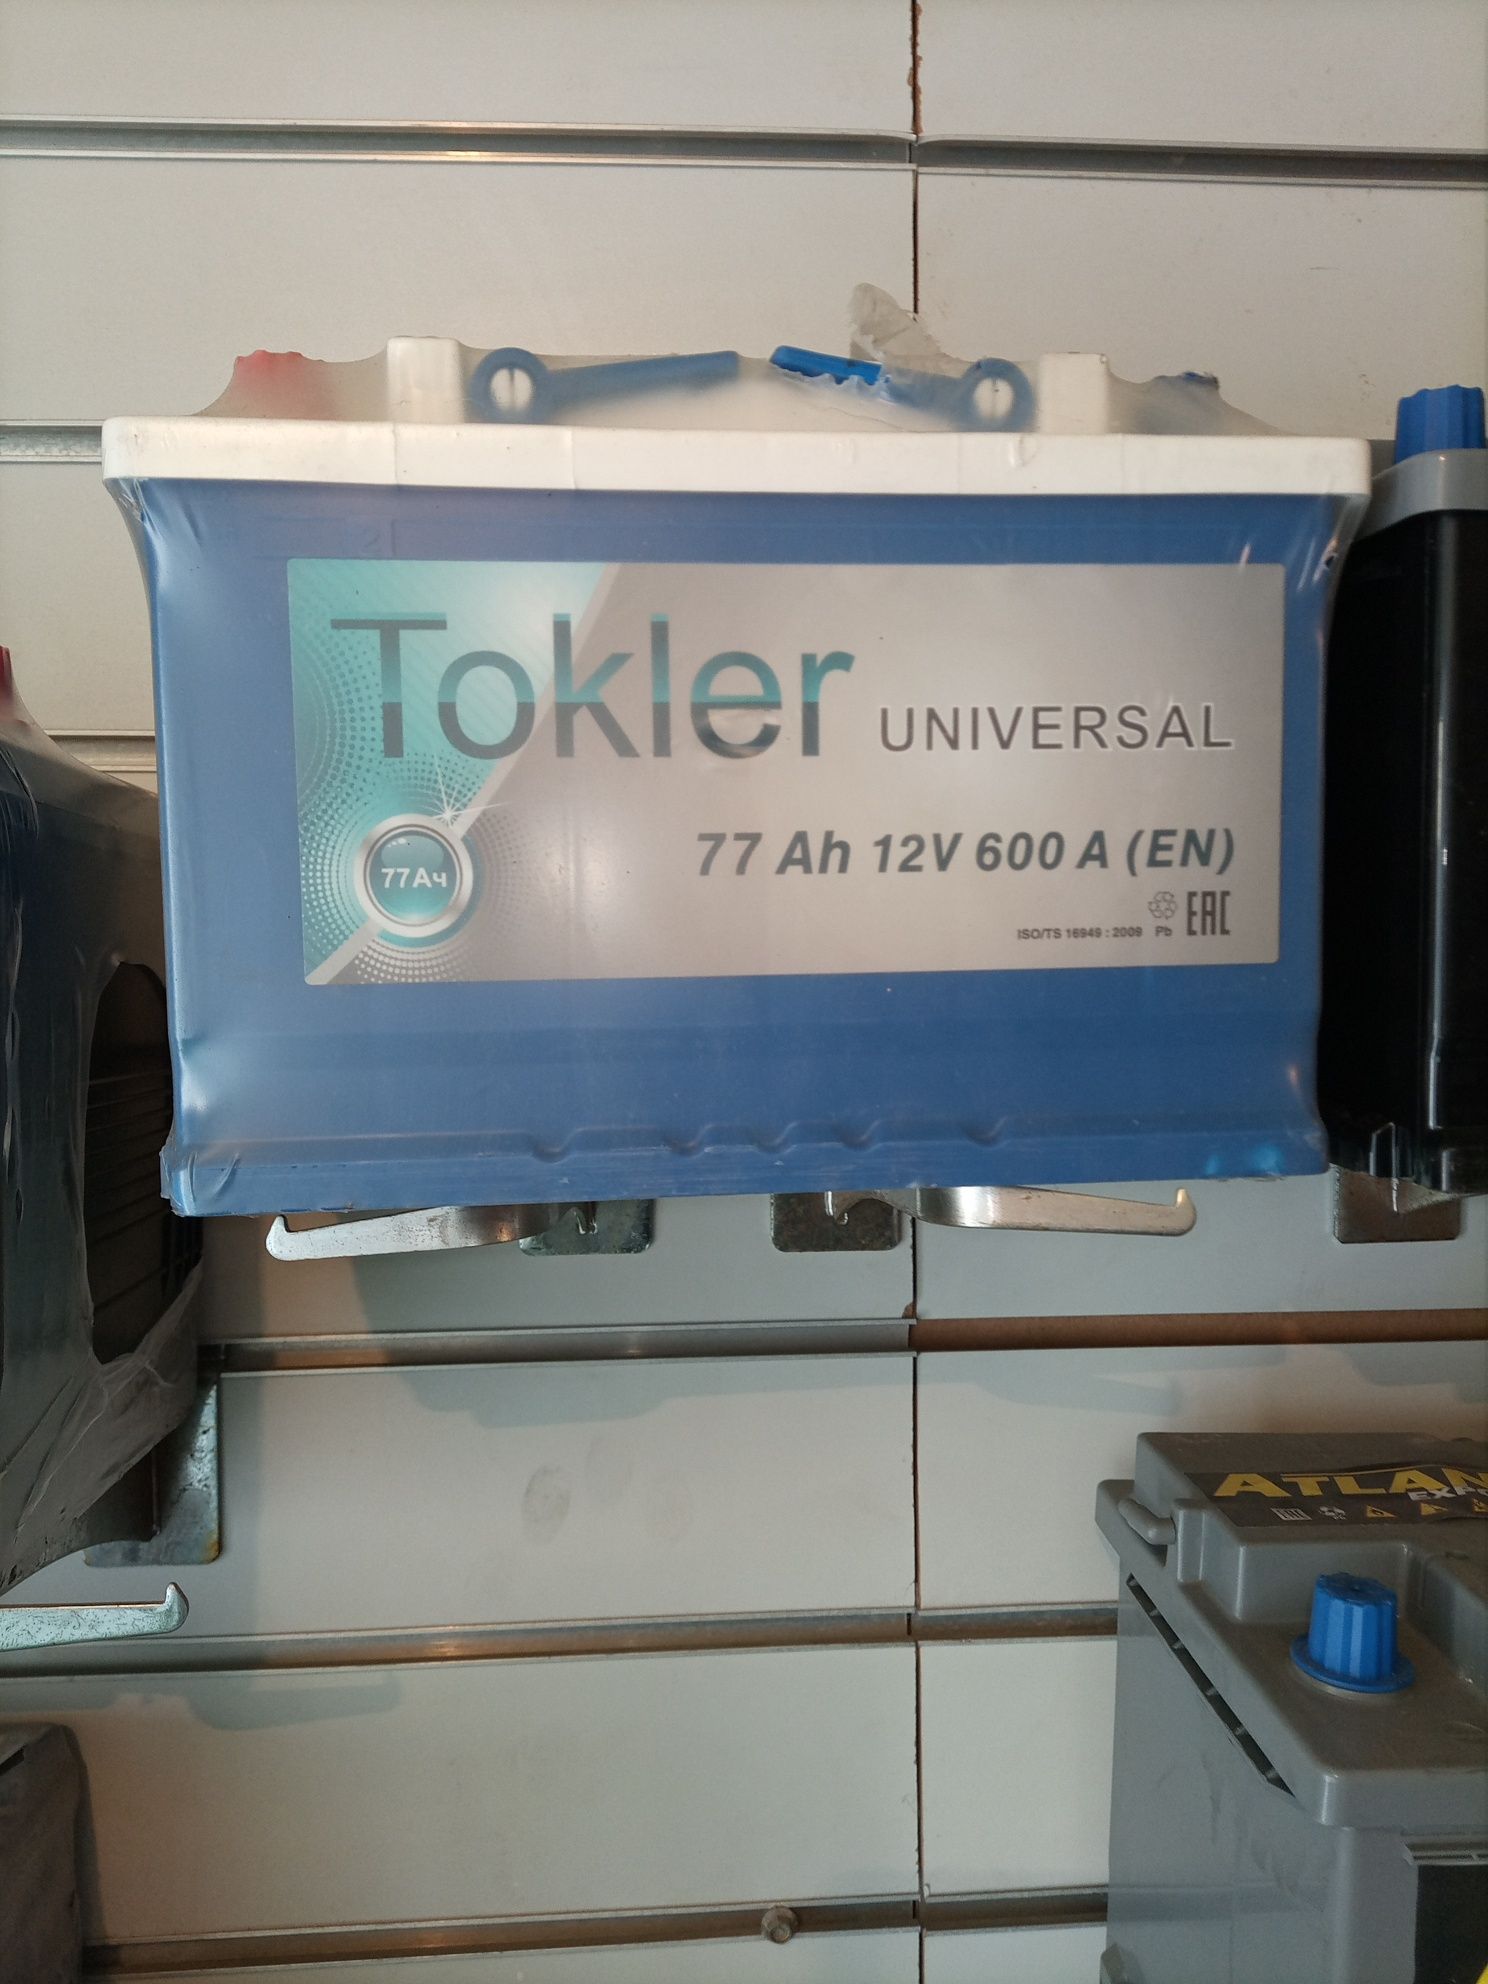 Tokler UNIVERSAL
77Ач
77 Ah 12V 600 A (EN)
ISO/TS 16949 : 2009 Pb EAC
ATLAN